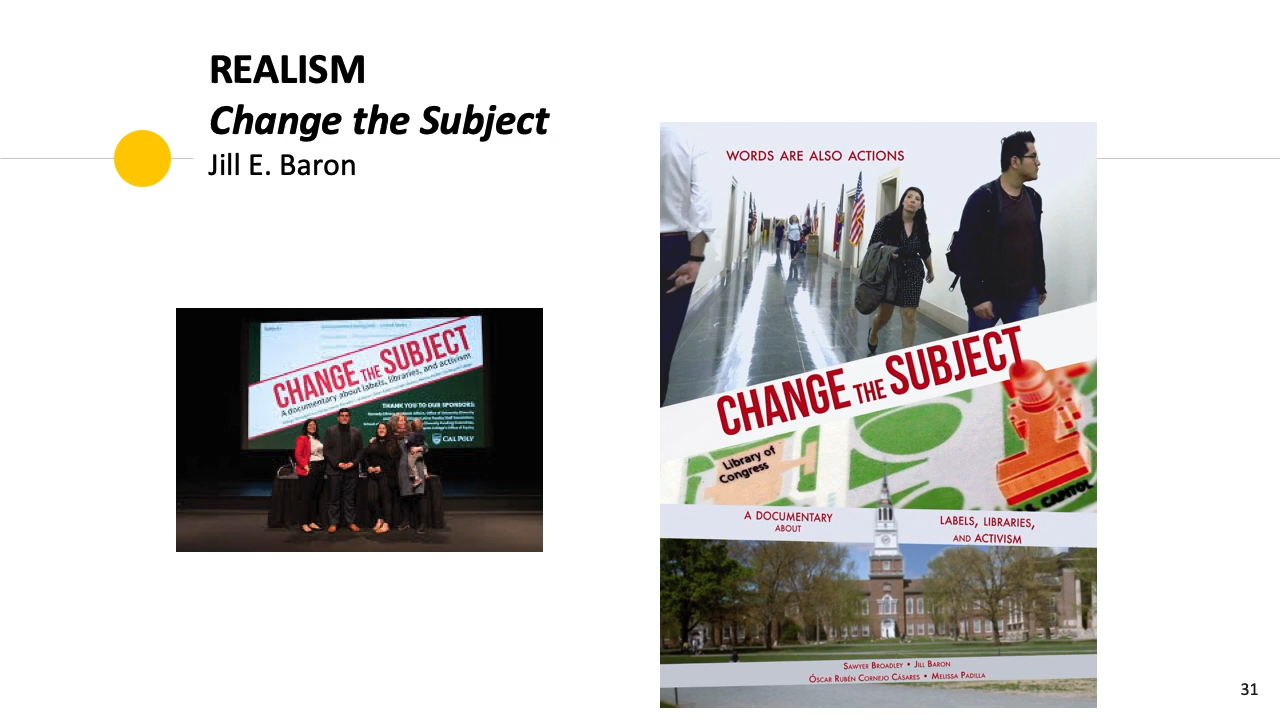 REALISM
Change the Subject
Jill E. Baron
CHANGE THE SUBJECT
A documentary about labels, libraries, and activism
THANK YOU TO OUR SPONSORS:
CAL POLY
WORDS ARE ALSO ACTIONS
CHANGE THE SUBJECT
Library of
Congress
CAPITOL
A DOCUMENTARY
ABOUT
LABELS, LIBRARIES,
AND ACTIVISM
SAWYER BROADLEY • JILL BARON
ÓSCAR RUBÉN CORNEJO CÁSARES • MELISSA PADILLA
31